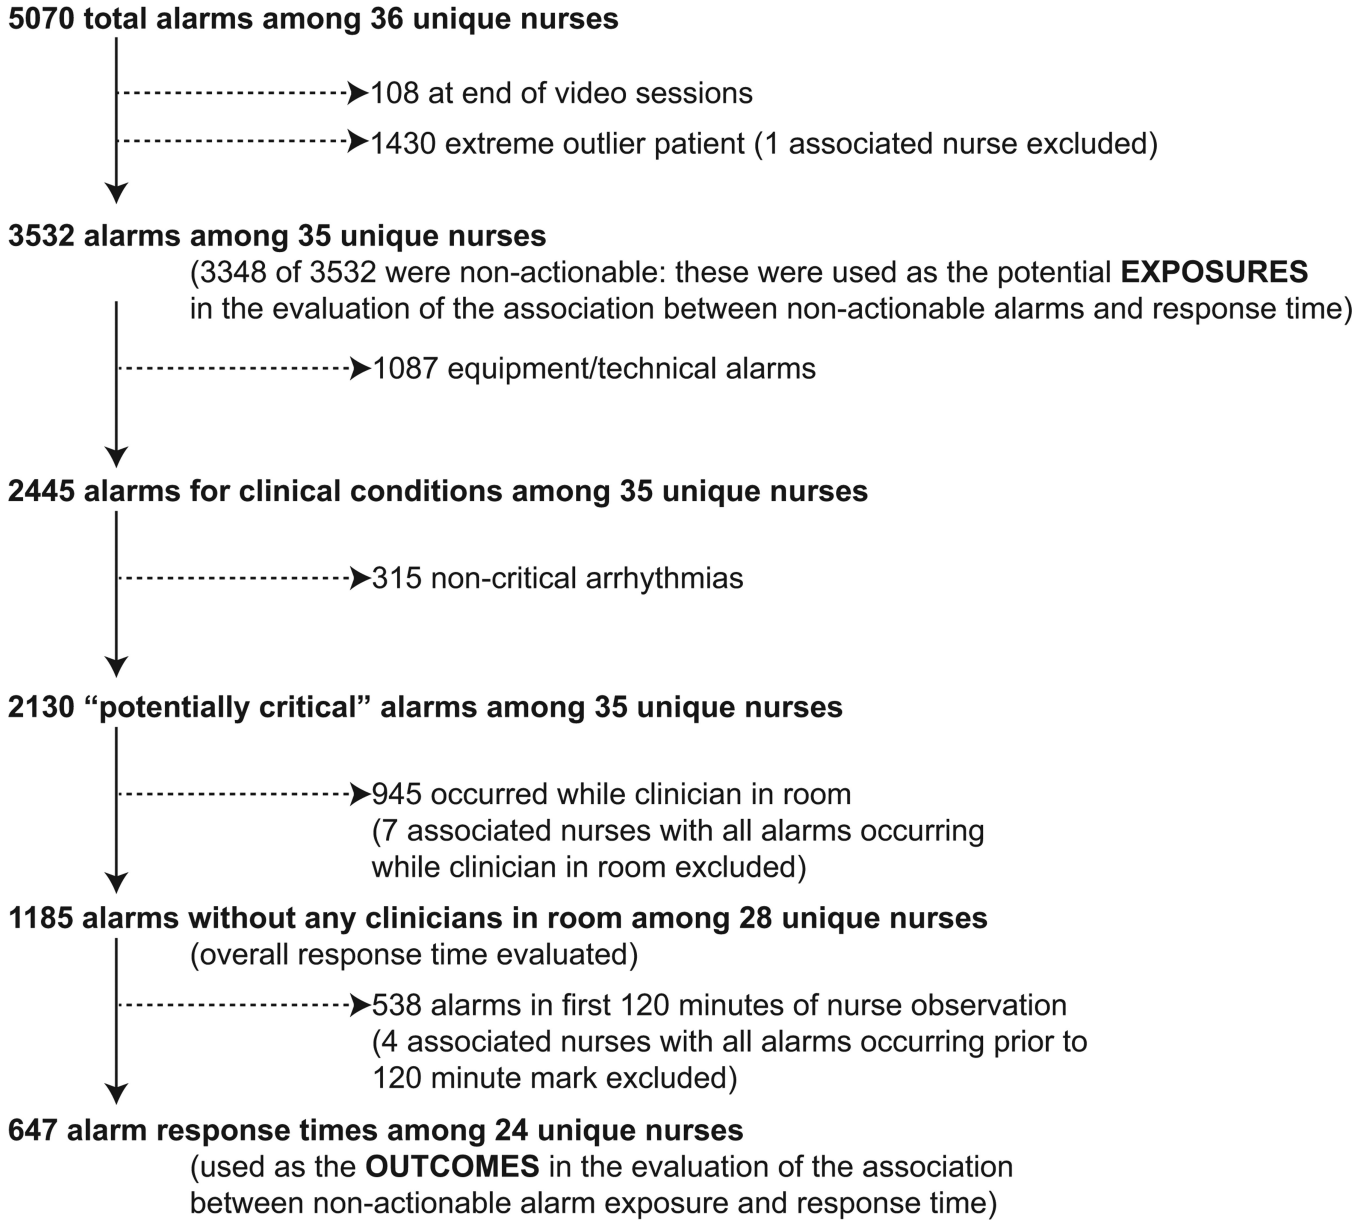 5070 total alarms among 36 unique nurses
108 at end of video sessions
1430 extreme outlier patient (1 associated nurse excluded)
3532 alarms among 35 unique nurses
(3348 of 3532 were non-actionable: these were used as the potential EXPOSURES
in the evaluation of the association between non-actionable alarms and response time)
1087 equipment/technical alarms
2445 alarms for clinical conditions among 35 unique nurses
315 non-critical arrhythmias
2130 “potentially critical” alarms among 35 unique nurses
945 occurred while clinician in room
(7 associated nurses with all alarms occurring
while clinician in room excluded)
1185 alarms without any clinicians in room among 28 unique nurses
(overall response time evaluated)
538 alarms in first 120 minutes of nurse observation
(4 associated nurses with all alarms occurring prior to
120 minute mark excluded)
647 alarm response times among 24 unique nurses
(used as the OUTCOMES in the evaluation of the association
between non-actionable alarm exposure and response time)